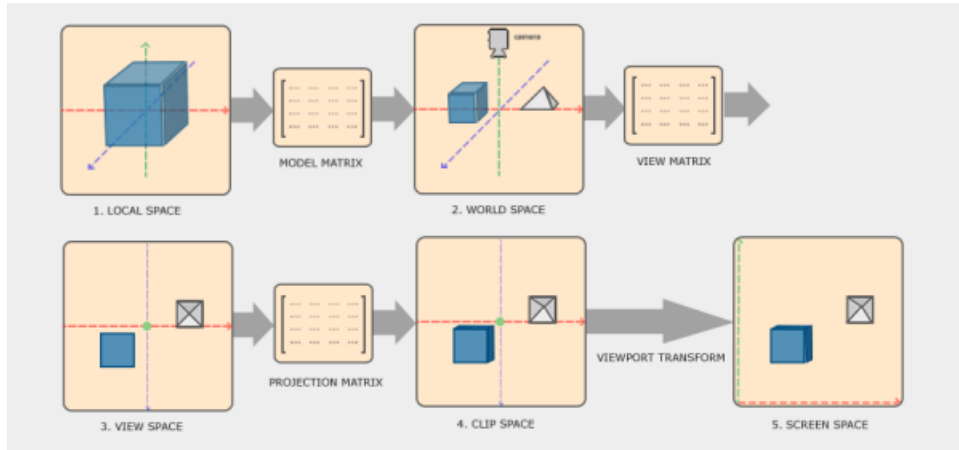 camera
MODEL MATRIX
VIEW MATRIX
1. LOCAL SPACE
2. WORLD SPACE
PROJECTION MATRIX
VIEWPORT TRANSFORM
3. VIEW SPACE
4. CLIP SPACE
5. SCREEN SPACE